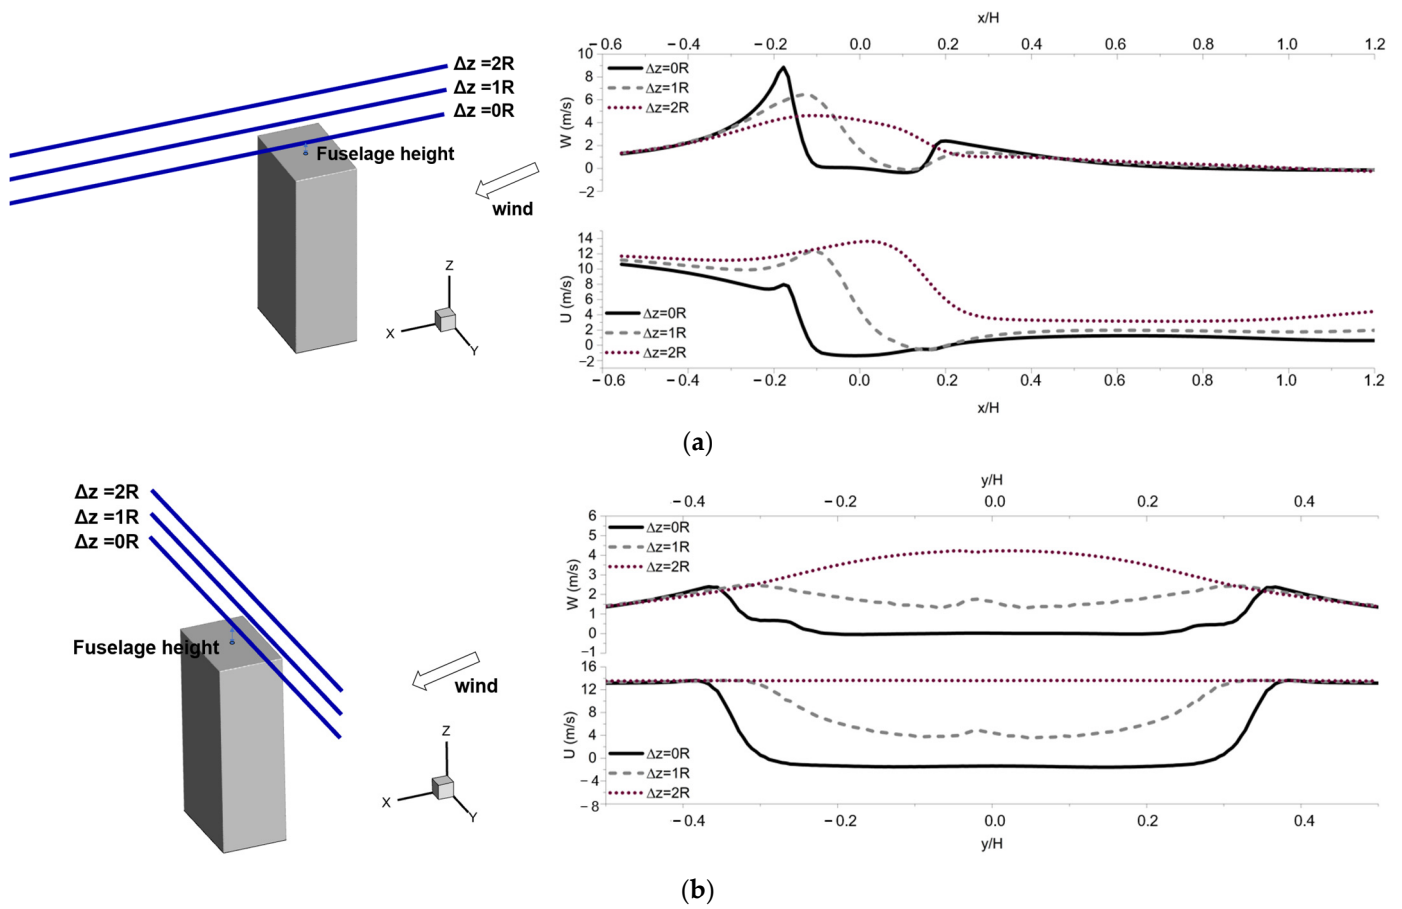 Δz =2R
Δz =1R
Δz =0R
Fuselage height
wind
Z
X
Y
x/H
−0.6 −0.4 −0.2 0.0 0.2 0.4 0.6 0.8 1.0 1.2
10
8
6
4
2
0
−2
W (m/s)
Δz=0R
Δz=1R
Δz=2R
14
12
10
8
6
4
2
0
−2
U (m/s)
Δz=0R
Δz=1R
Δz=2R
−0.6 −0.4 −0.2 0.0 0.2 0.4 0.6 0.8 1.0 1.2
x/H
(a)
Δz =2R
Δz =1R
Δz =0R
Fuselage height
wind
Z
X
Y
y/H
−0.4 −0.2 0.0 0.2 0.4
6
5
4
3
2
1
0
−1
W (m/s)
Δz=0R
Δz=1R
Δz=2R
16
12
8
4
0
−4
−8
U (m/s)
Δz=0R
Δz=1R
Δz=2R
−0.4 −0.2 0.0 0.2 0.4
y/H
(b)